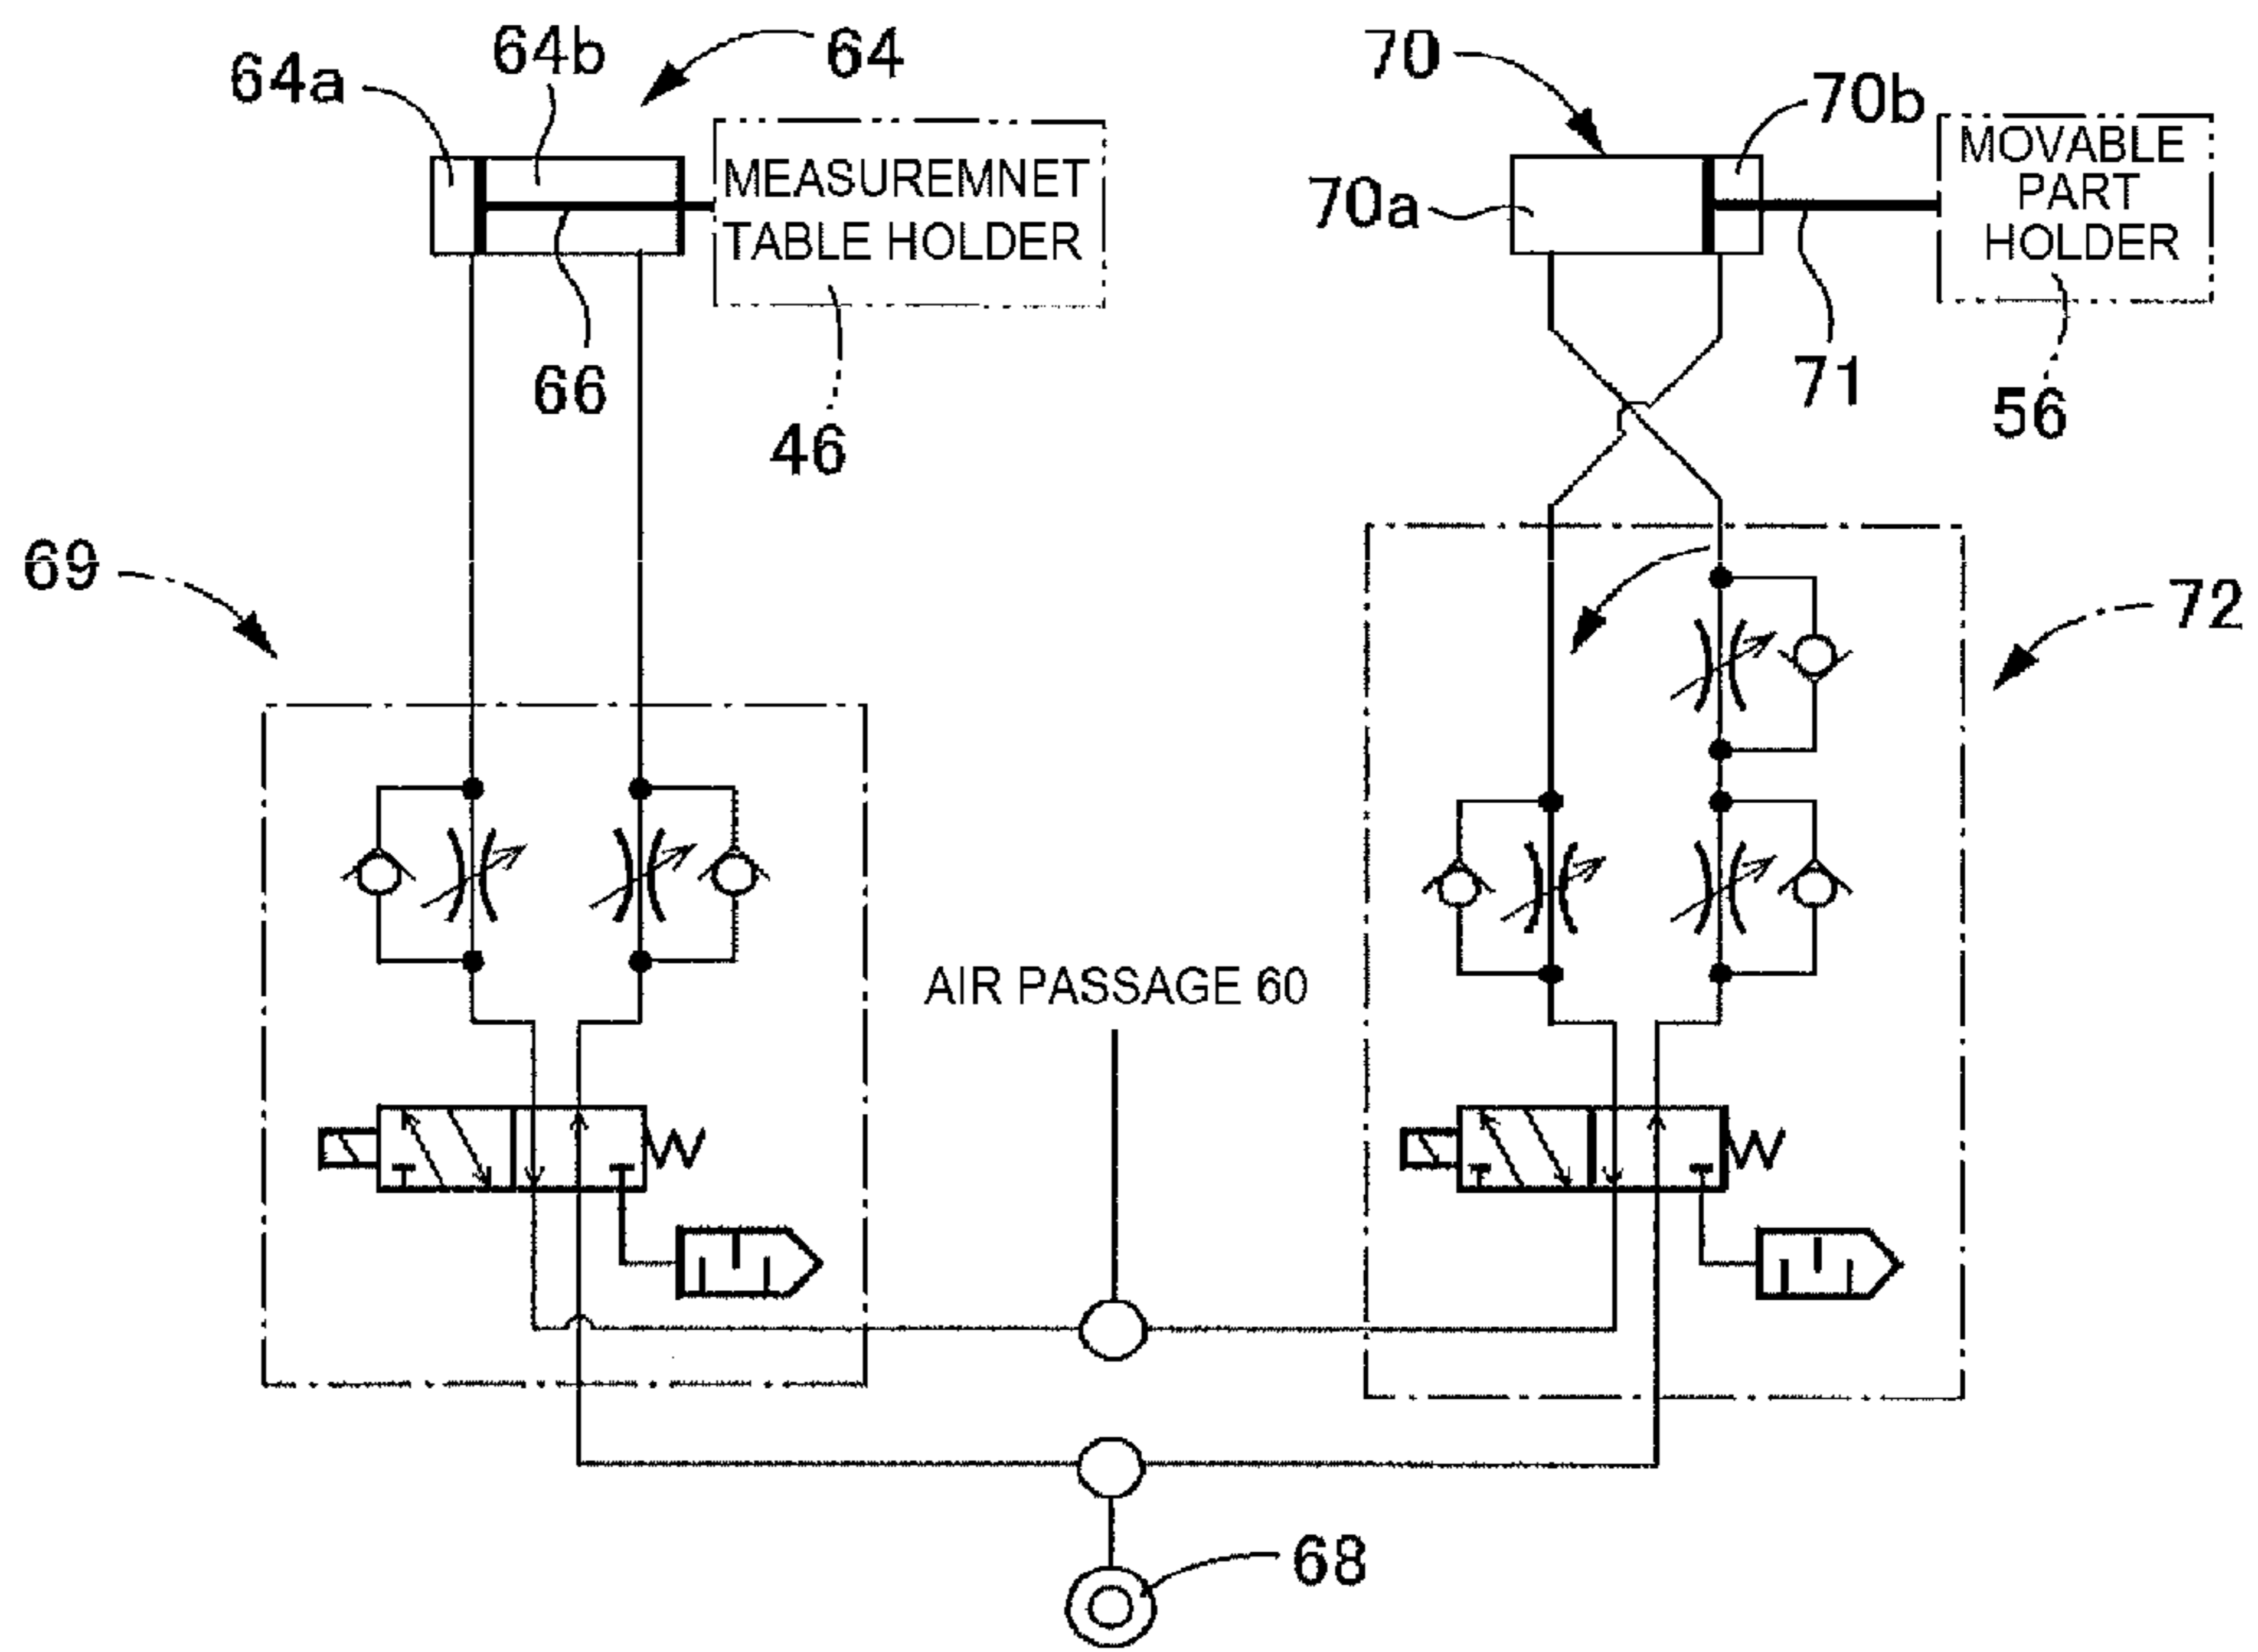 64a
64b
64
70
70b
70a
MEASUREMNET
TABLE HOLDER
MOVABLE
PART
HOLDER
66
46
71
56
69
72
AIR PASSAGE 60
68